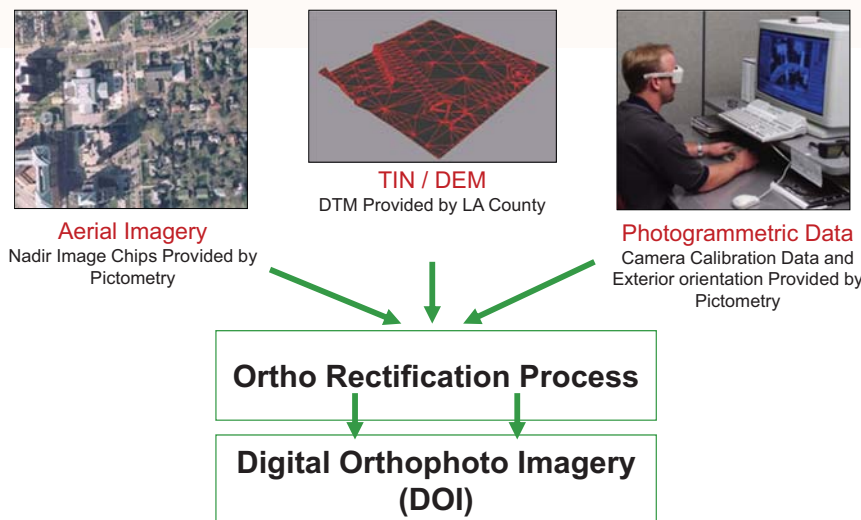 Aerial Imagery
Nadir Image Chips Provided by
Pictometry
TIN / DEM
DTM Provided by LA County
Photogrammetric Data
Camera Calibration Data and
Exterior orientation Provided by
Pictometry
Ortho Rectification Process
Digital Orthophoto Imagery
(DOI)